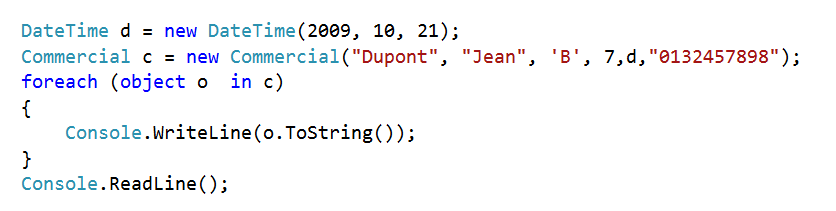 DateTime d = new DateTime(2009, 10, 21);
Commercial c = new Commercial("Dupont", "Jean", 'B', 7,d,"0132457898");
foreach (object o  in c)
{
    Console.WriteLine(o.ToString());
}
Console.ReadLine();